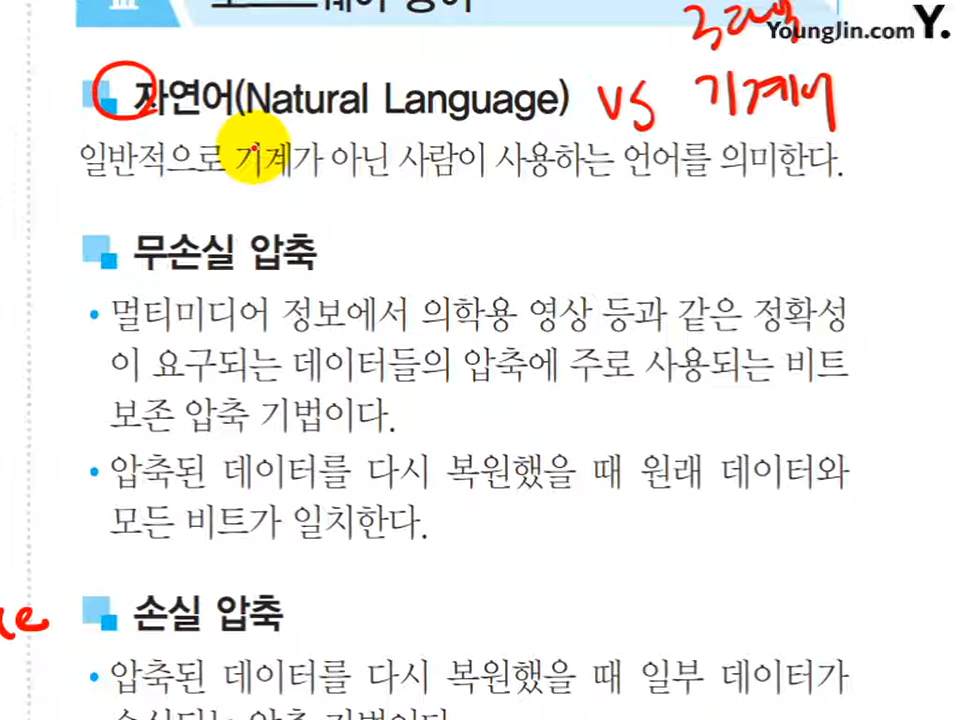 Ⅲ
YoungJin.com Y.
자연어(Natural Language) VS 기계어
일반적으로 기계가 아닌 사람이 사용하는 언어를 의미한다.
무손실 압축
• 멀티미디어 정보에서 의학용 영상 등과 같은 정확성
이 요구되는 데이터들의 압축에 주로 사용되는 비트
보존 압축 기법이다.
• 압축된 데이터를 다시 복원했을 때 원래 데이터와
모든 비트가 일치한다.
손실 압축
• 압축된 데이터를 다시 복원했을 때 일부 데이터가